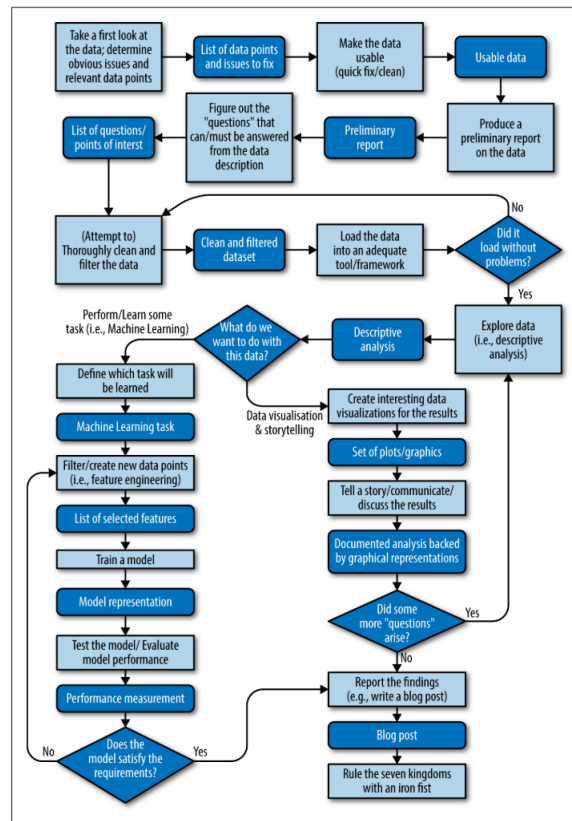 Take a first look at
the data; determine
obvious issues and
relevant data points
List of data points
and issues to fix
Make the data
usable
(quick fix/clean)
Usable data
Produce a
preliminary report
on the data
Preliminary
report
Figure out the
"questions" that
can/must be answered
from the data
description
List of questions/
points of interest
(Attempt to)
Thoroughly clean and
filter the data
Clean and filtered
dataset
Load the data
into an adequate
tool/framework
Did it
load without
problems?
No
Yes
Explore data
(i.e., descriptive
analysis)
Descriptive
analysis
What do we
want to do with
this data?
Perform/Learn some
task (i.e., Machine Learning)
Define which task will
be learned
Machine Learning task
Filter/create new data points
(i.e., feature engineering)
List of selected features
Train a model
Model representation
Test the model/ Evaluate
model performance
Performance measurement
Does the
model satisfy the
requirements?
No
Yes
Data visualisation
& storytelling
Create interesting data
visualizations for the results
Set of plots/graphics
Tell a story/communicate/
discuss the results
Documented analysis backed
by graphical representations
Did some
more "questions"
arise?
Yes
No
Report the findings
(e.g., write a blog post)
Blog post
Rule the seven kingdoms
with an iron fist